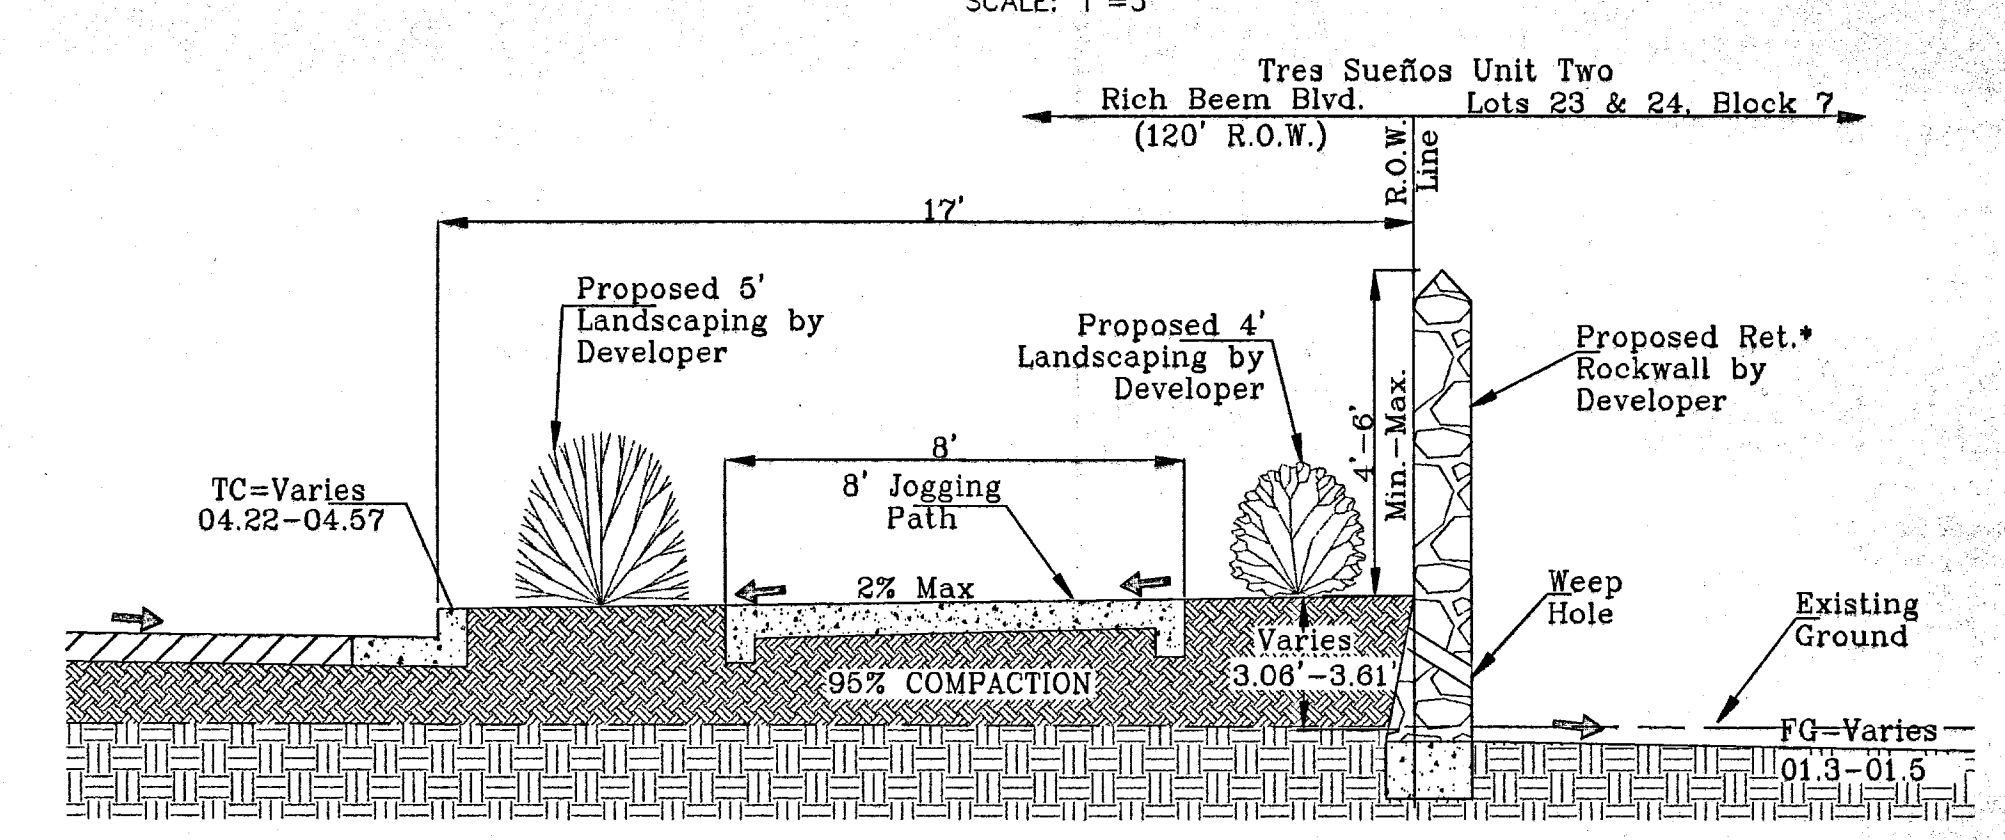 SCALE: 1"=5'
Tres Sueños Unit Two
Rich Beem Blvd.
Lots 23 & 24, Block 7
(120' R.O.W.)
R.O.W.
Line
17'
Proposed 5'
Landscaping by
Developer
Proposed 4'
Landscaping by
Developer
4'-6'
Min.-Max.
Proposed Ret.*
Rockwall by
Developer
8'
8' Jogging
Path
TC=Varies
04.22-04.57
2% Max
Weep
Hole
Existing
Ground
Varies
3.06'-3.61'
95% COMPACTION
FG=Varies
01.3-01.5